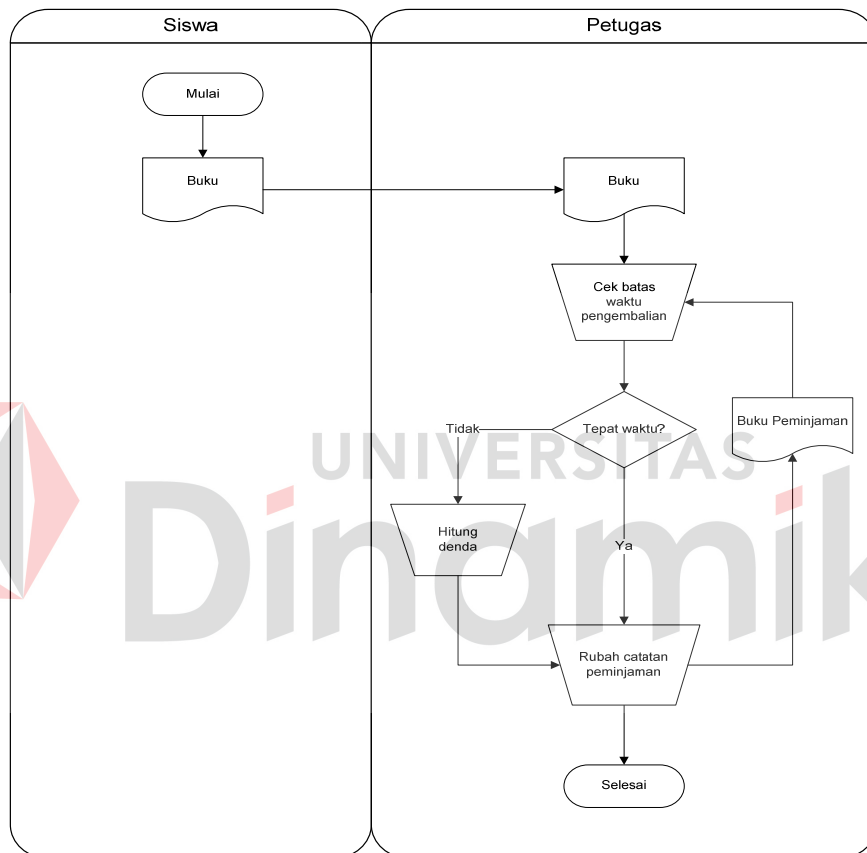 Siswa
Petugas
Mulai
Buku
Buku
Cek batas
waktu
pengembalian
Buku Peminjaman
Tepat waktu?
Tidak
UNIVERSITAS
Dinamik
Hitung
denda
Ya
Rubah catatan
peminjaman
Selesai